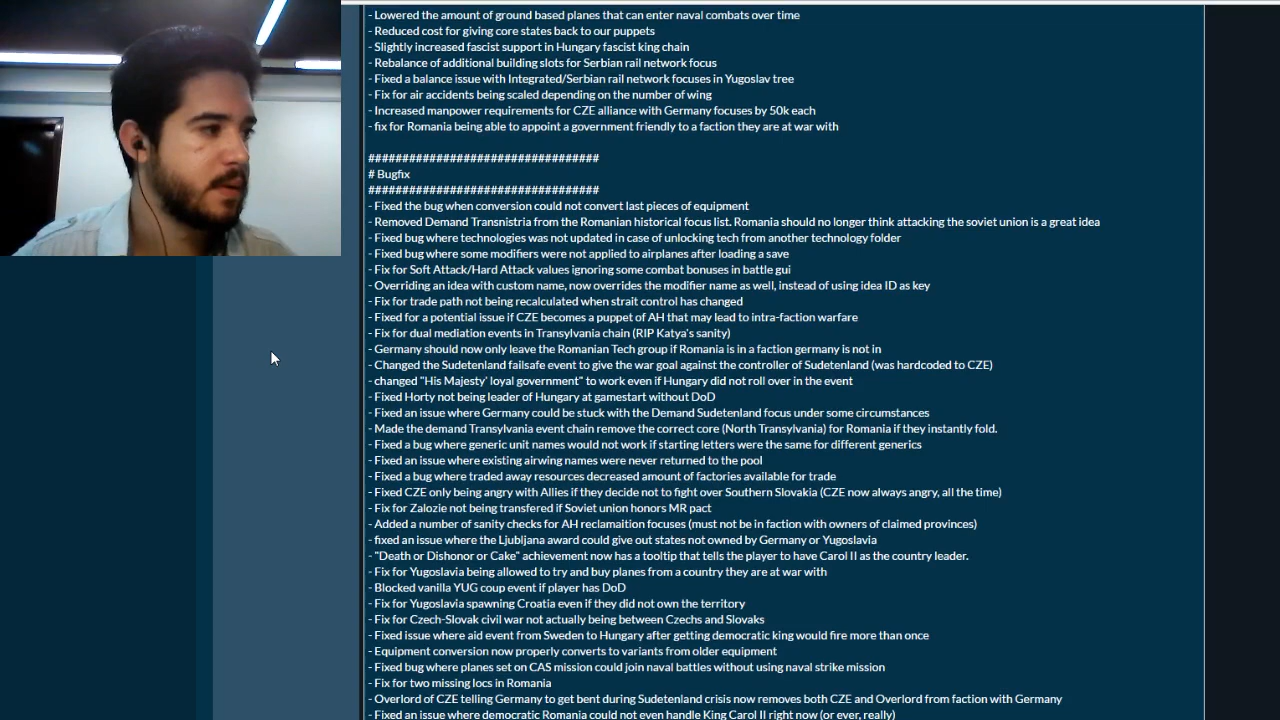 - Lowered the amount of ground based planes that can enter naval combats over time
- Reduced cost for giving core states back to our puppets
- Slightly increased fascist support in Hungary fascist king chain
- Rebalance of additional building slots for Serbian rail network focus
- Fixed a balance issue with Integrated/Serbian rail network focuses in Yugoslav tree
- Fix for air accidents being scaled depending on the number of wing
- Increased manpower requirements for CZE alliance with Germany focuses by 50k each
- fix for Romania being able to appoint a government friendly to a faction they are at war with
##################################
# Bugfix
##################################
- Fixed the bug when conversion could not convert last pieces of equipment
- Removed Demand Transnistria from the Romanian historical focus list. Romania should no longer think attacking the soviet union is a great idea
- Fixed bug where technologies was not updated in case of unlocking tech from another technology folder
- Fixed bug where some modifiers were not applied to airplanes after loading a save
- Fix for Soft Attack/Hard Attack values ignoring some combat bonuses in battle gui
- Overriding an idea with custom name, now overrides the modifier name as well, instead of using idea ID as key
- Fix for trade path not being recalculated when strait control has changed
- Fixed for a potential issue if CZE becomes a puppet of AH that may lead to intra-faction warfare
- Fix for dual mediation events in Transylvania chain (RIP Katya's sanity)
- Germany should now only leave the Romanian Tech group if Romania is in a faction germany is not in
- Changed the Sudetenland failsafe event to give the war goal against the controller of Sudetenland (was hardcoded to CZE)
- changed "His Majesty' loyal government" to work even if Hungary did not roll over in the event
- Fixed Horty not being leader of Hungary at gamestart without DoD
- Fixed an issue where Germany could be stuck with the Demand Sudetenland focus under some circumstances
- Made the demand Transylvania event chain remove the correct core (North Transylvania) for Romania if they instantly fold.
- Fixed a bug where generic unit names would not work if starting letters were the same for different generics
- Fixed an issue where existing airwing names were never returned to the pool
- Fixed a bug where traded away resources decreased amount of factories available for trade
- Fixed CZE only being angry with Allies if they decide not to fight over Southern Slovakia (CZE now always angry, all the time)
- Fix for Zalozie not being transfered if Soviet union honors MR pact
- Added a number of sanity checks for AH reclamaition focuses (must not be in faction with owners of claimed provinces)
- fixed an issue where the Ljubljana award could give out states not owned by Germany or Yugoslavia
- "Death or Dishonor or Cake" achievement now has a tooltip that tells the player to have Carol II as the country leader.
- Fix for Yugoslavia being allowed to try and buy planes from a country they are at war with
- Blocked vanilla YUG coup event if player has DoD
- Fix for Yugoslavia spawning Croatia even if they did not own the territory
- Fix for Czech-Slovak civil war not actually being between Czechs and Slovaks
- Fixed issue where aid event from Sweden to Hungary after getting democratic king would fire more than once
- Equipment conversion now properly converts to variants from older equipment
- Fixed bug where planes set on CAS mission could join naval battles without using naval strike mission
- Fix for two missing locs in Romania
- Overlord of CZE telling Germany to get bent during Sudetenland crisis now removes both CZE and Overlord from faction with Germany
- Fixed an issue where democratic Romania could not even handle King Carol II right now (or ever, really)